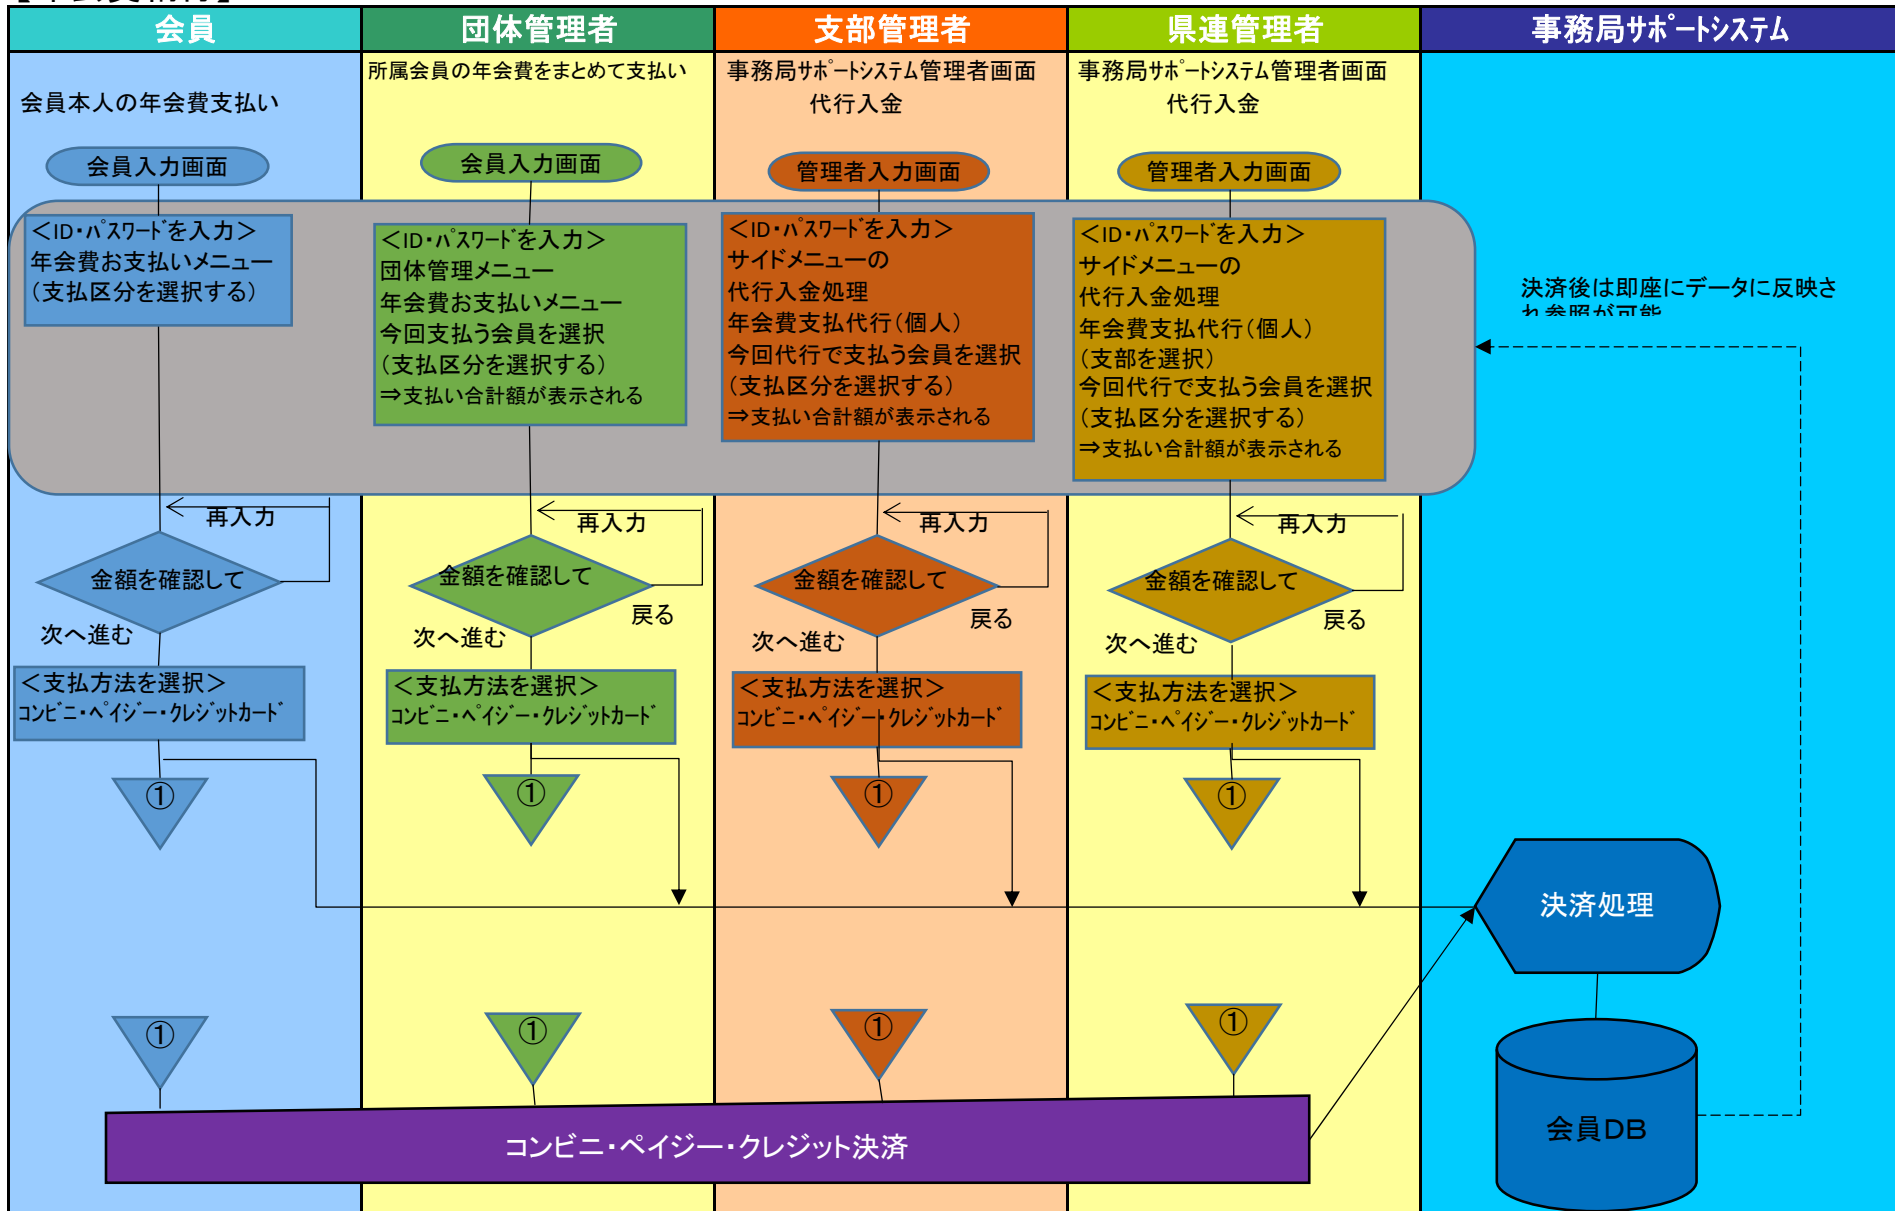 会員
団体管理者
支部管理者
県連管理者
事務局ｻﾎﾟｰﾄｼｽﾃﾑ
会員本人の年会費支払い
所属会員の年会費をまとめて支払い
事務局ｻﾎﾟｰﾄｼｽﾃﾑ管理者画面
代行入金
事務局ｻﾎﾟｰﾄｼｽﾃﾑ管理者画面
代行入金
会員入力画面
会員入力画面
管理者入力画面
管理者入力画面
＜ID・ﾊﾟｽﾜｰﾄﾞを入力＞
年会費お支払いメニュー
(支払区分を選択する)
＜ID・ﾊﾟｽﾜｰﾄﾞを入力＞
団体管理メニュー
年会費お支払いメニュー
今回支払う会員を選択
(支払区分を選択する)
⇒支払い合計額が表示される
＜ID・ﾊﾟｽﾜｰﾄﾞを入力＞
サイドメニューの
代行入金処理
年会費支払代行(個人)
今回代行で支払う会員を選択
(支払区分を選択する)
⇒支払い合計額が表示される
＜ID・ﾊﾟｽﾜｰﾄﾞを入力＞
サイドメニューの
代行入金処理
年会費支払代行(個人)
(支部を選択)
今回代行で支払う会員を選択
(支払区分を選択する)
⇒支払い合計額が表示される
決済後は即座にデータに反映さ
れ参照が可能
再入力
再入力
再入力
再入力
金額を確認して
金額を確認して
金額を確認して
金額を確認して
戻る
戻る
戻る
次へ進む
次へ進む
次へ進む
次へ進む
＜支払方法を選択＞
ｺﾝﾋﾞﾆ・ﾍﾟｲｼﾞｰ・ｸﾚｼﾞｯﾄｶｰﾄﾞ
＜支払方法を選択＞
ｺﾝﾋﾞﾆ・ﾍﾟｲｼﾞｰ・ｸﾚｼﾞｯﾄｶｰﾄﾞ
＜支払方法を選択＞
ｺﾝﾋﾞﾆ・ﾍﾟｲｼﾞｰ・ｸﾚｼﾞｯﾄｶｰﾄﾞ
＜支払方法を選択＞
ｺﾝﾋﾞﾆ・ﾍﾟｲｼﾞｰ・ｸﾚｼﾞｯﾄｶｰﾄﾞ
①
①
①
①
決済処理
①
①
①
①
コンビニ・ペイジー・クレジット決済
会員ＤＢ